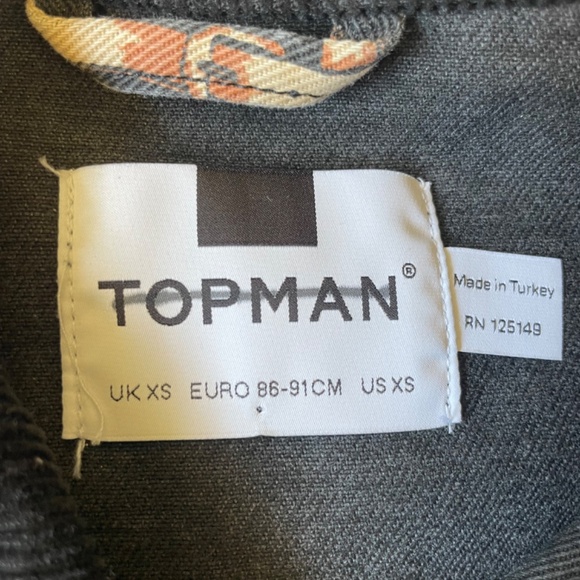 TOPMAN®
UK XS EURO 86-91CM US XS
Made in Turkey
RN 125149